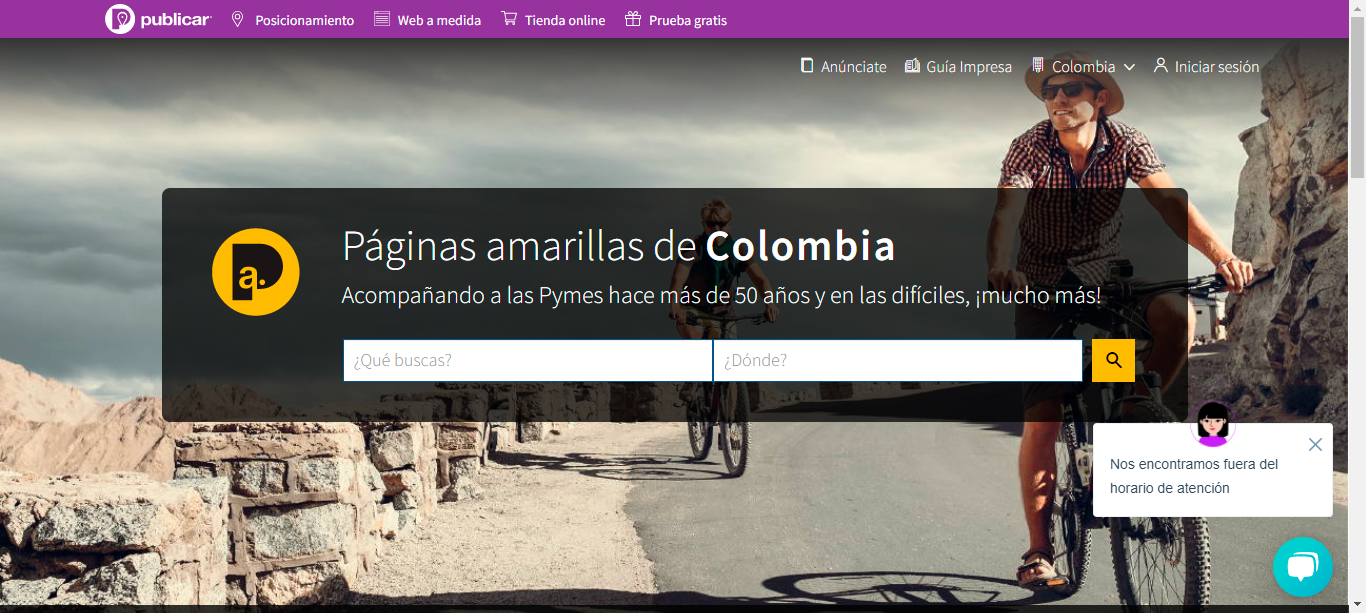 publicar
Posicionamiento
Web a medida
Tienda online
Prueba gratis
Anúnciate
Guía Impresa
Colombia
Iniciar sesión
Pa.
Páginas amarillas de Colombia
Acompañando a las Pymes hace más de 50 años y en las difíciles, ¡mucho más!
¿Qué buscas?
¿Dónde?
Nos encontramos fuera del
horario de atención